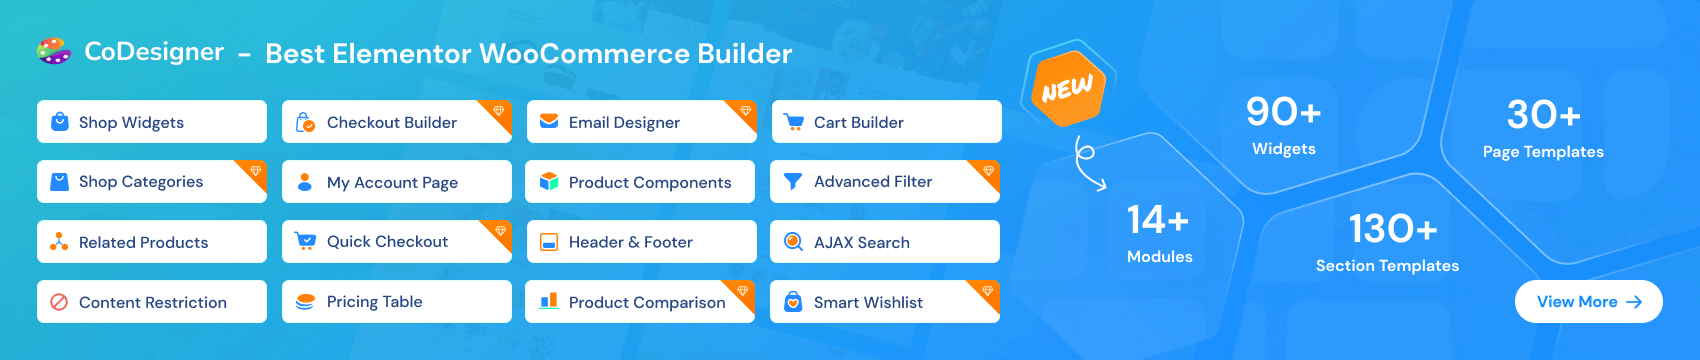 CoDesigner - Best Elementor WooCommerce Builder
Shop Widgets
Checkout Builder
Email Designer
Cart Builder
Shop Categories
My Account Page
Product Components
Advanced Filter
Related Products
Quick Checkout
Header & Footer
AJAX Search
Content Restriction
Pricing Table
Product Comparison
Smart Wishlist
NEW
14+
Modules
90+
Widgets
130+
Section Templates
30+
Page Templates
View More